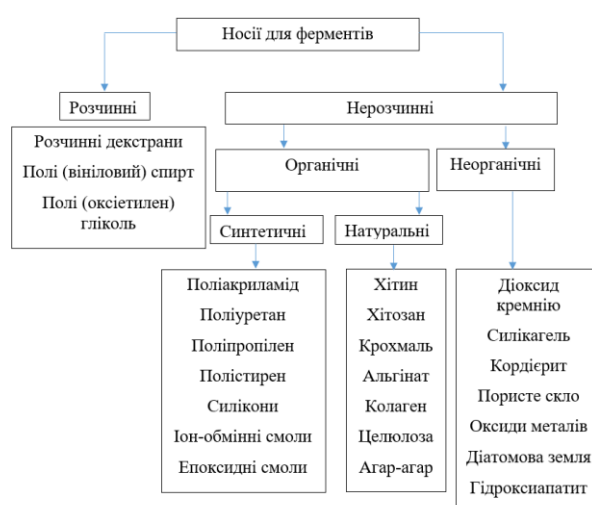 Носії для ферментів
Розчинні
Нерозчинні
Розчинні декстрани
Полі (вініловий) спирт
Полі (оксіетилен)
гліколь
Органічні
Неорганічні
Синтетичні
Натуральні
Поліакриламід
Поліуретан
Поліпропілен
Полістирен
Силікони
Іон-обмінні смоли
Епоксидні смоли
Хітин
Хітозан
Крохмаль
Альгінат
Колаген
Целюлоза
Агар-агар
Діоксид
кремнію
Силікагель
Кордієрит
Пористе скло
Оксиди металів
Діатомова земля
Гідроксиапатит